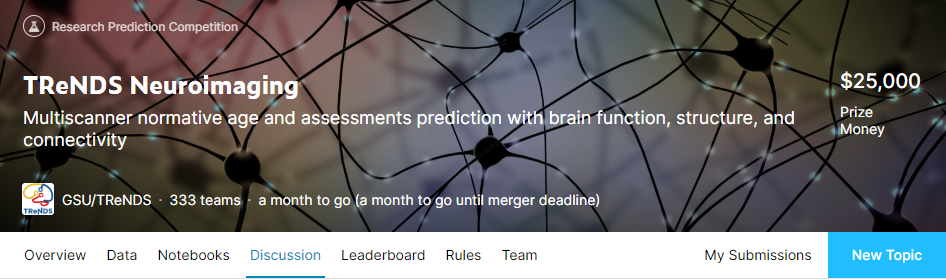 Research Prediction Competition
TReNDS Neuroimaging
Multiscanner normative age and assessments prediction with brain function, structure, and
connectivity
$25,000
Prize
Money
TReNDS
GSU/TReNDS · 333 teams · a month to go (a month to go until merger deadline)
Overview Data Notebooks Discussion Leaderboard Rules Team My Submissions New Topic